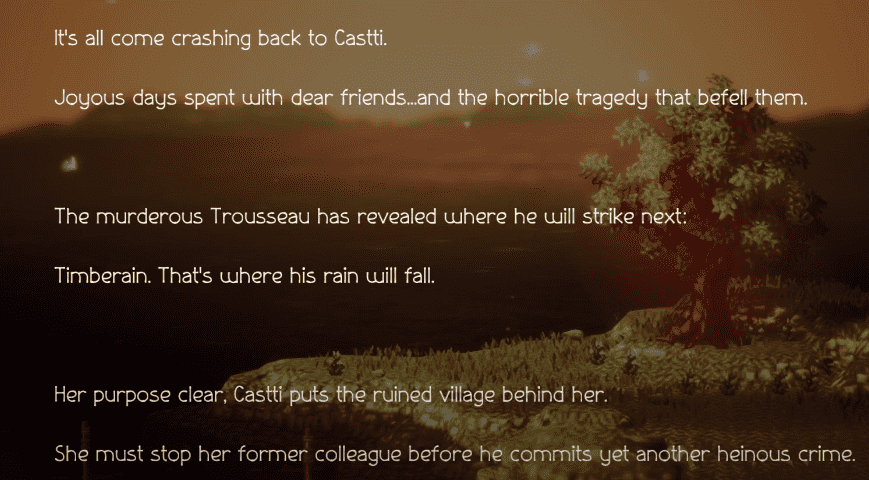 It's all come crashing back to Castti.
Joyous days spent with dear friends...and the horrible tragedy that befell them.
The murderous Trousseau has revealed where he will strike next:
Timberain. That's where his rain will fall.
Her purpose clear, Castti puts the ruined village behind her.
She must stop her former colleague before he commits yet another heinous crime.